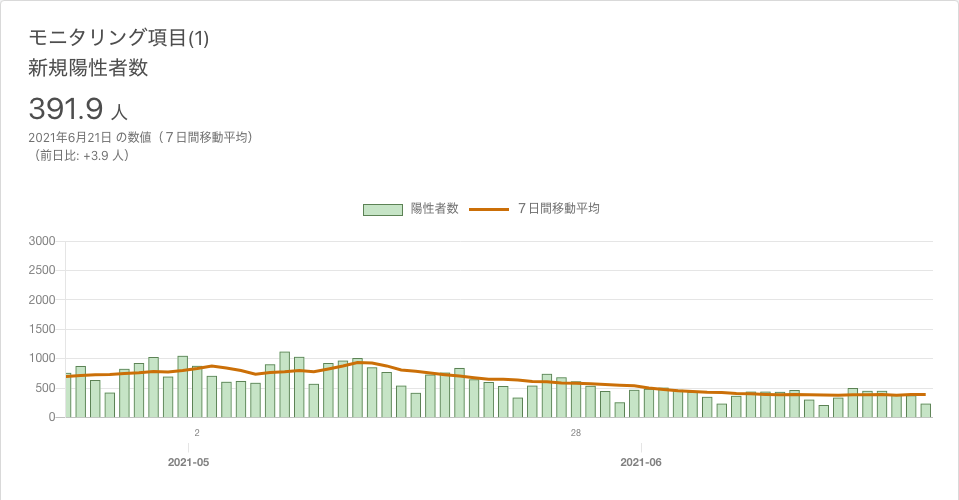 モニタリング項目(1)
新規陽性者数
391.9 人
2021年6月21日 の数値（７日間移動平均）
（前日比: +3.9 人）
陽性者数 ７日間移動平均
3000
2500
2000
1500
1000
500
0
2 28
2021-05 2021-06